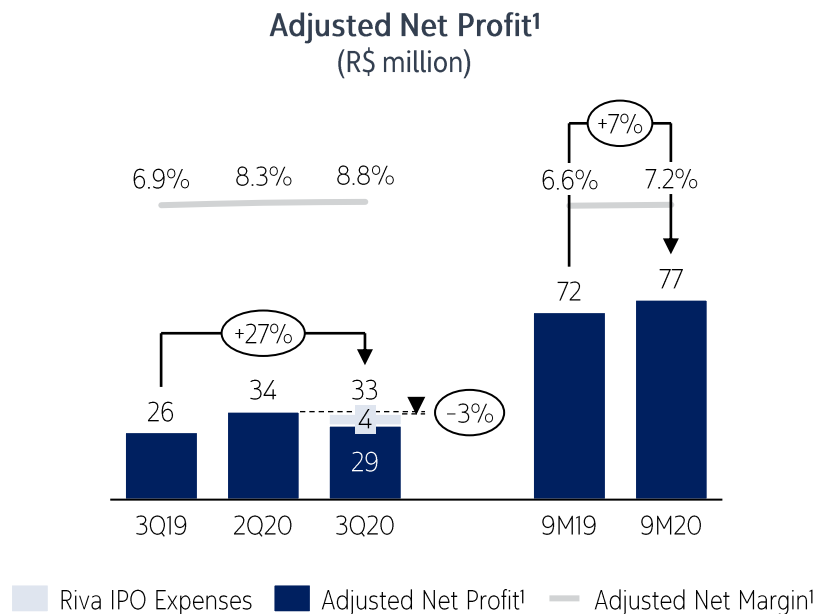 Adjusted Net Profit¹
(R$ million)
+7%
6.9% 8.3% 8.8% 6.6% 7.2%
72 77
+27%
26 34 33
4
-3%
29
3Q19 2Q20 3Q20 9M19 9M20
Riva IPO Expenses Adjusted Net Profit¹ Adjusted Net Margin¹